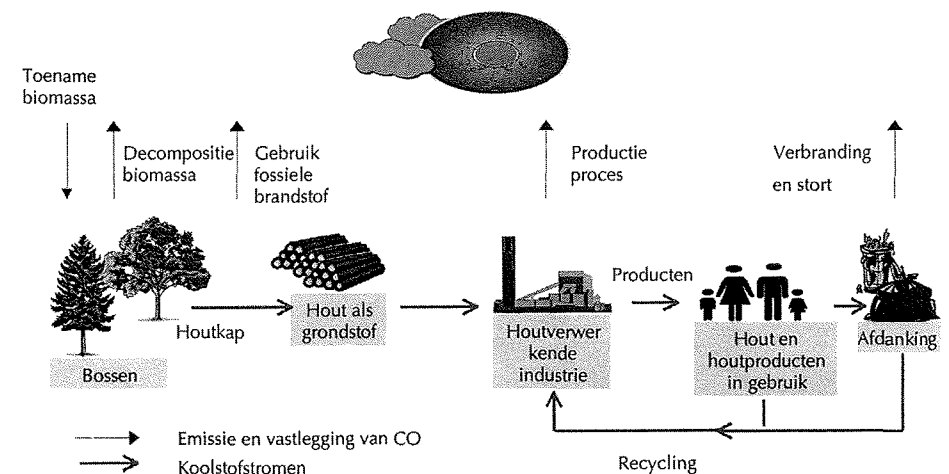 Toename
biomassa
Decompositie
biomassa
Gebruik
fossiele
brandstof
Productie
proces
Verbranding
en stort
Houtkap
Hout als
grondstof
Producten
Bossen
Houtverwer
kende
industrie
Hout en
houtproducten
in gebruik
Afdanking
Emissie en vastlegging van CO
Koolstofstromen
Recycling